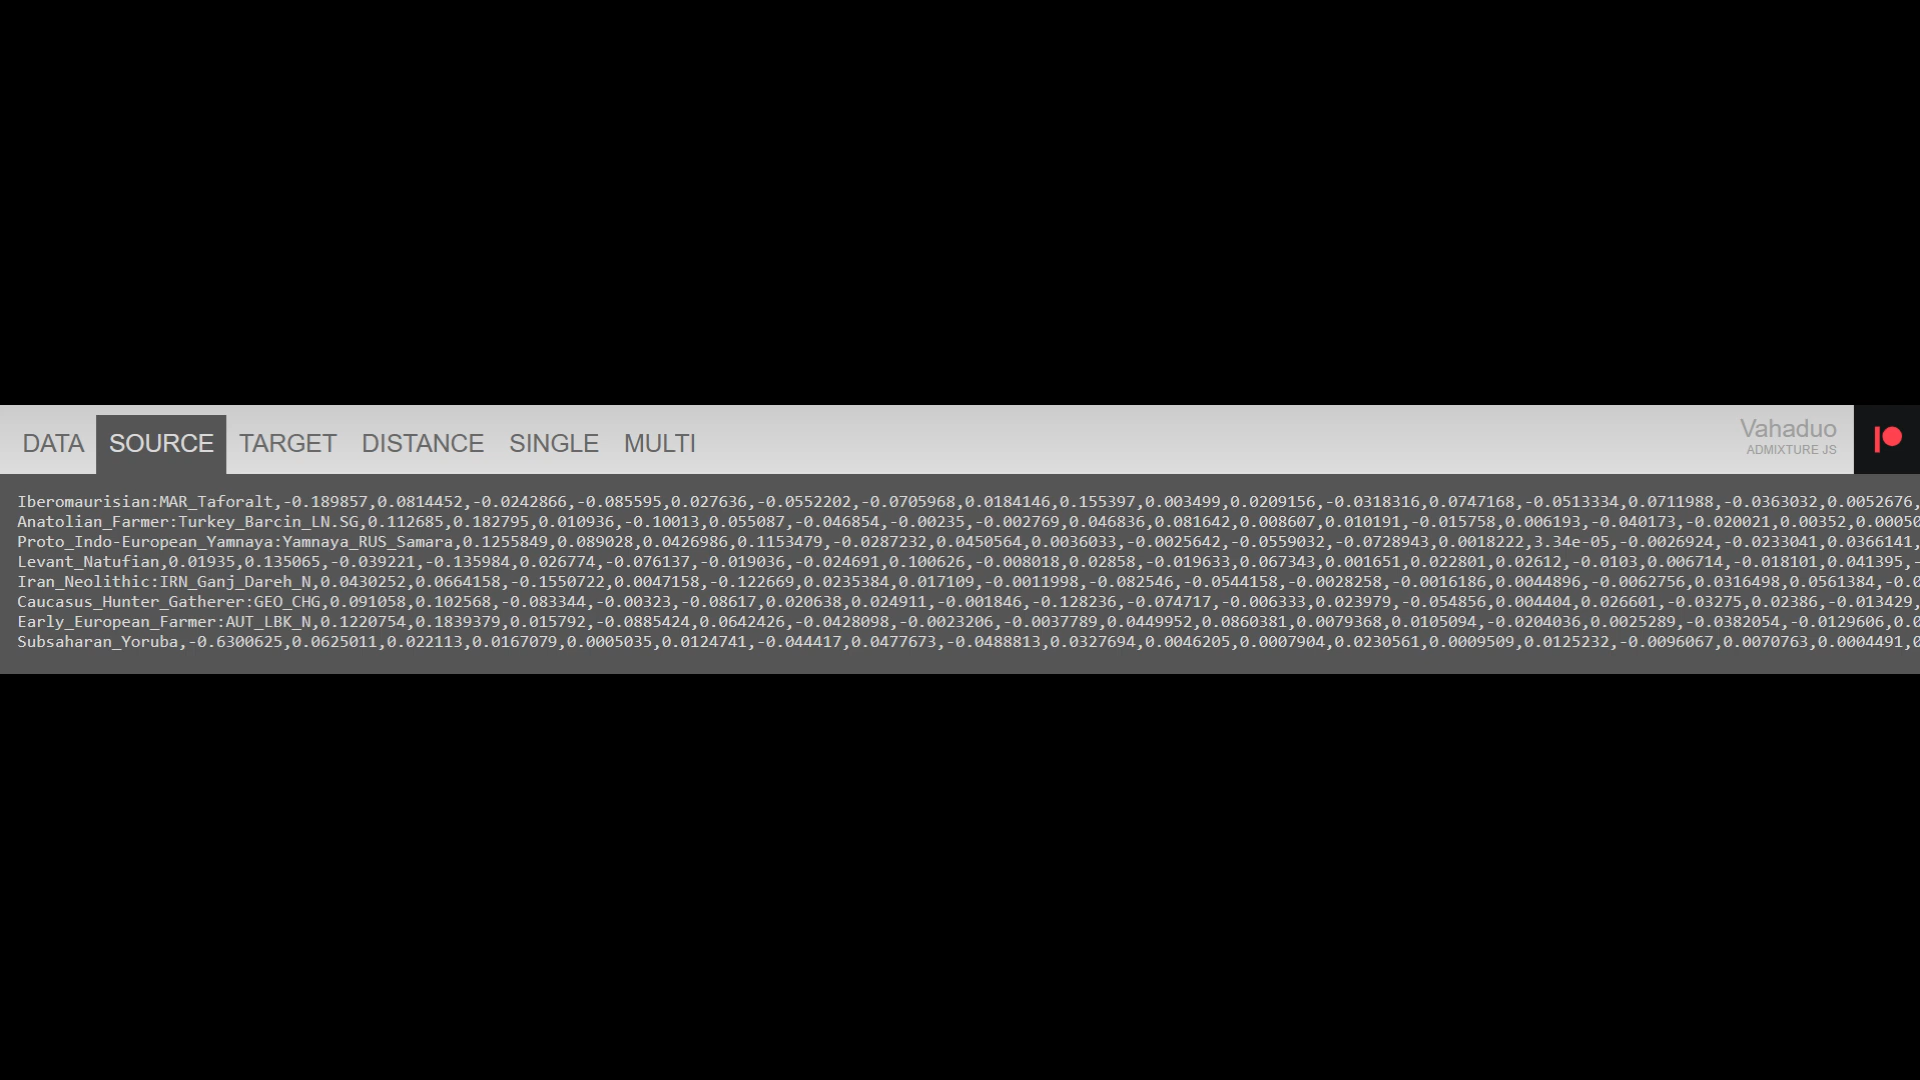 DATA SOURCE TARGET DISTANCE SINGLE MULTI Vahaduo
ADMIXTURE JS
Iberomaurisian:MAR_Taforalt,-0.189857,0.0814452,-0.0242866,-0.085595,0.027636,-0.0552202,-0.0705968,0.0184146,0.155397,0.003499,0.0209156,-0.0318316,0.0747168,-0.0513334,0.0711988,-0.0363032,0.0052676,
Anatolian_Farmer:Turkey_Barcin_LN.SG,0.112685,0.182795,0.010936,-0.10013,0.055087,-0.046854,-0.00235,-0.002769,0.046836,0.081642,0.008607,0.010191,-0.015758,0.006193,-0.040173,-0.020021,0.00352,0.0005
Proto_Indo-European_Yamnaya:Yamnaya_RUS_Samara,0.1255849,0.089028,0.0426986,0.1153479,-0.0287232,0.0450564,0.0036033,-0.0025642,-0.0559032,-0.0728943,0.0018222,3.34e-05,-0.0026924,-0.0233041,0.0366141,
Levant_Natufian,0.01935,0.135065,-0.039221,-0.135984,0.026774,-0.076137,-0.019036,-0.024691,0.100626,-0.008018,0.02858,-0.019633,0.067343,0.001651,0.022801,0.02612,-0.0103,0.006714,-0.018101,0.041395,-
Iran_Neolithic:IRN_Ganj_Dareh_N,0.0430252,0.0664158,-0.1550722,0.0047158,-0.122669,0.0235384,0.017109,-0.0011998,-0.082546,-0.0544158,-0.0028258,-0.0016186,0.0044896,-0.0062756,0.0316498,0.0561384,-0.0
Caucasus_Hunter_Gatherer:GEO_CHG,0.091058,0.102568,-0.083344,-0.00323,-0.08617,0.020638,0.024911,-0.001846,-0.128236,-0.074717,-0.006333,0.023979,-0.054856,0.004404,0.026601,-0.03275,0.02386,-0.013429,
Early_European_Farmer:AUT_LBK_N,0.1220754,0.1839379,0.015792,-0.0885424,0.0642426,-0.0428098,-0.0023206,-0.0037789,0.0449952,0.0860381,0.0079368,0.0105094,-0.0204036,0.0025289,-0.0382054,-0.0129606,0.0
Subsaharan_Yoruba,-0.6300625,0.0625011,0.022113,0.0167079,0.0005035,0.0124741,-0.044417,0.0477673,-0.0488813,0.0327694,0.0046205,0.0007904,0.0230561,0.0009509,0.0125232,-0.0096067,0.0070763,0.0004491,0